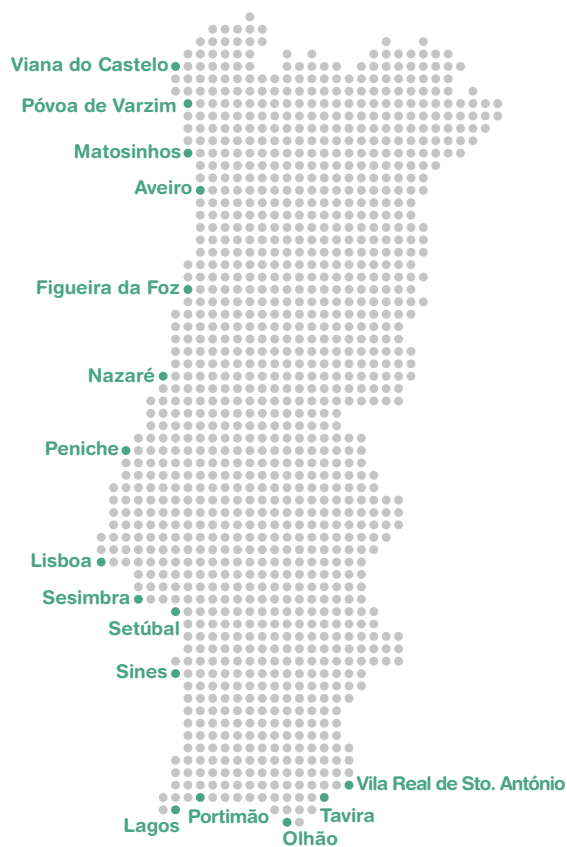 Viana do Castelo
Póvoa de Varzim
Matosinhos
Aveiro
Figueira da Foz
Nazaré
Peniche
Lisboa
Sesimbra
Setúbal
Sines
Vila Real de Sto. António
Lagos
Portimão
Tavira
Olhão